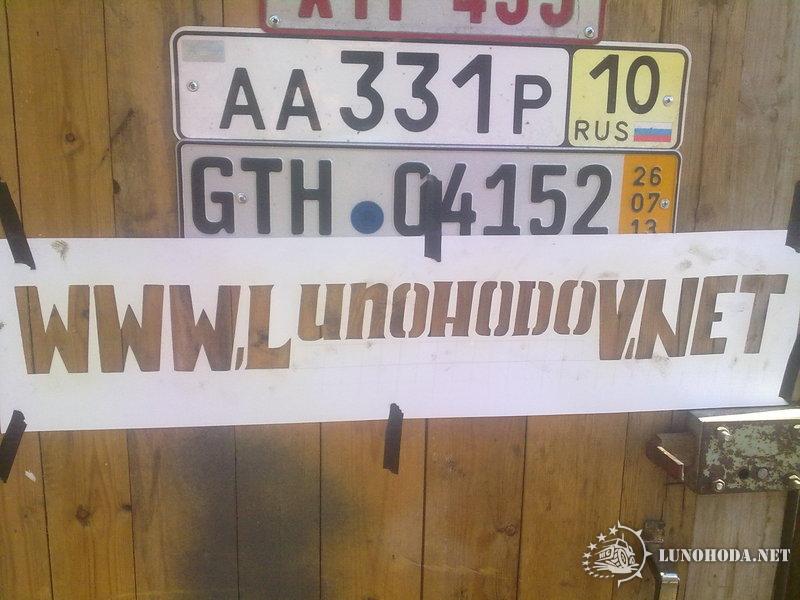 AA 331 P 10
RUS
GTH 04152 26
07
13
WWW.LUNOHODOV.NET
LUNOHODA.NET